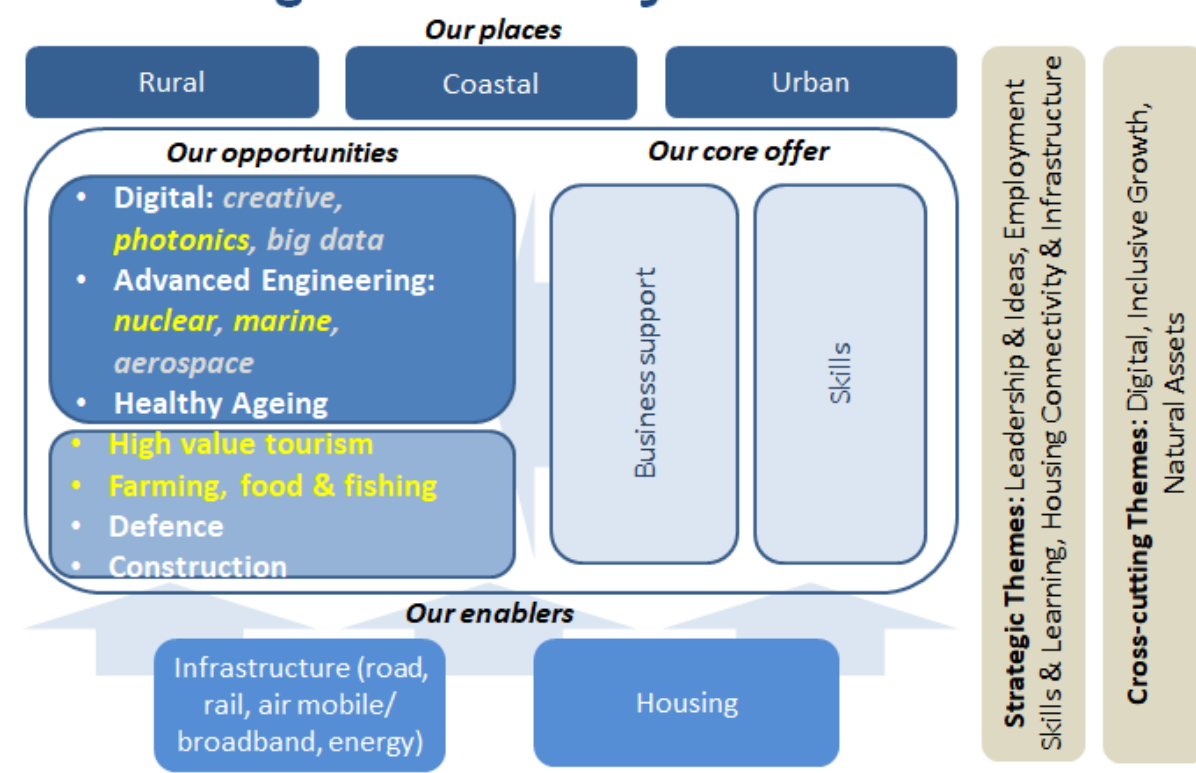 Our places
Rural
Coastal
Urban
Our opportunities
• Digital: creative,
photonics, big data
• Advanced Engineering:
nuclear, marine,
aerospace
• Healthy Ageing
• High value tourism
• Farming, food & fishing
• Defence
• Construction
Our core offer
Business support
Skills
Our enablers
Infrastructure (road,
rail, air mobile/
broadband, energy)
Housing
Strategic Themes: Leadership & Ideas, Employment
Skills & Learning, Housing Connectivity & Infrastructure
Cross-cutting Themes: Digital, Inclusive Growth,
Natural Assets